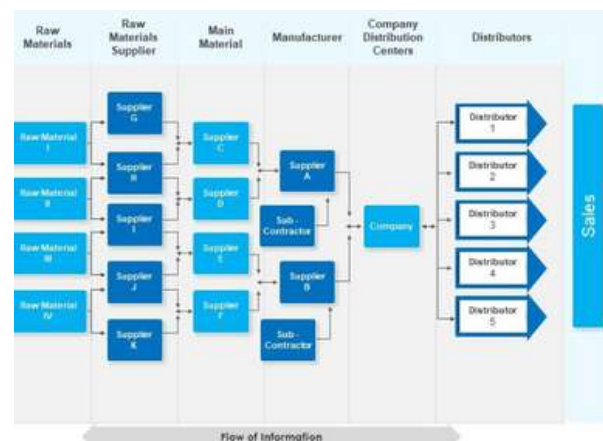 Raw
Materials
Raw
Materials
Supplier
Main
Material
Manufacturer
Company
Distribution
Centers
Distributors
Raw Material
I
Raw Material
II
Raw Material
III
Raw Material
IV
Supplier
G
Supplier
H
Supplier
I
Supplier
J
Supplier
K
Supplier
C
Supplier
D
Supplier
E
Supplier
F
Supplier
A
Sub-
Contractor
Supplier
B
Sub-
Contractor
Company
Distributor
1
Distributor
2
Distributor
3
Distributor
4
Distributor
5
Sales
Flow of Information